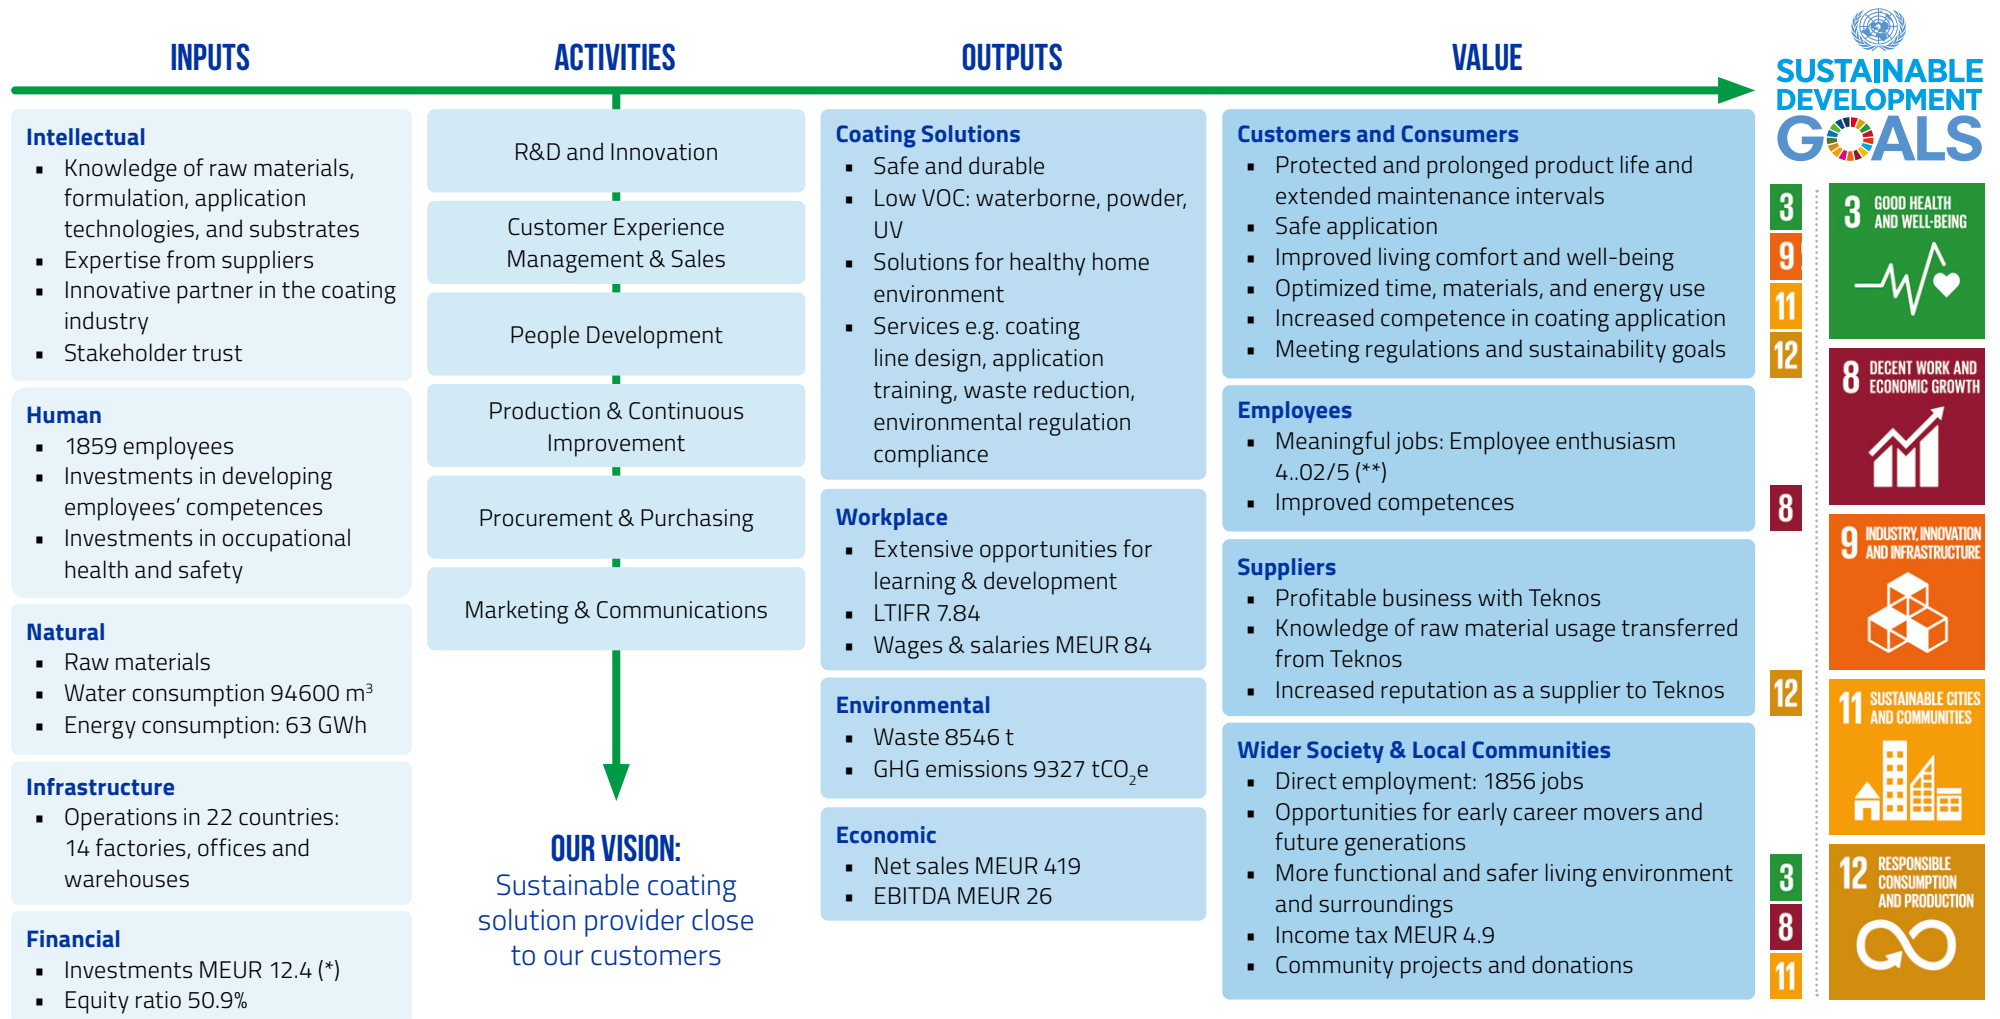 INPUTS
ACTIVITIES
OUTPUTS
VALUE
SUSTAINABLE
DEVELOPMENT
GOALS
Intellectual
▪ Knowledge of raw materials,
formulation, application
technologies, and substrates
▪ Expertise from suppliers
▪ Innovative partner in the coating
industry
▪ Stakeholder trust
Human
▪ 1859 employees
▪ Investments in developing
employees’ competences
▪ Investments in occupational
health and safety
Natural
▪ Raw materials
▪ Water consumption 94600 m³
▪ Energy consumption: 63 GWh
Infrastructure
▪ Operations in 22 countries:
14 factories, offices and
warehouses
Financial
▪ Investments MEUR 12.4 (*)
▪ Equity ratio 50.9%
R&D and Innovation
Customer Experience
Management & Sales
People Development
Production & Continuous
Improvement
Procurement & Purchasing
Marketing & Communications
OUR VISION:
Sustainable coating
solution provider close
to our customers
Coating Solutions
▪ Safe and durable
▪ Low VOC: waterborne, powder,
UV
▪ Solutions for healthy home
environment
▪ Services e.g. coating
line design, application
training, waste reduction,
environmental regulation
compliance
Workplace
▪ Extensive opportunities for
learning & development
▪ LTIFR 7.84
▪ Wages & salaries MEUR 84
Environmental
▪ Waste 8546 t
▪ GHG emissions 9327 tCO₂e
Economic
▪ Net sales MEUR 419
▪ EBITDA MEUR 26
Customers and Consumers
▪ Protected and prolonged product life and
extended maintenance intervals
▪ Safe application
▪ Improved living comfort and well-being
▪ Optimized time, materials, and energy use
▪ Increased competence in coating application
▪ Meeting regulations and sustainability goals
Employees
▪ Meaningful jobs: Employee enthusiasm
4..02/5 (**)
▪ Improved competences
Suppliers
▪ Profitable business with Teknos
▪ Knowledge of raw material usage transferred
from Teknos
▪ Increased reputation as a supplier to Teknos
Wider Society & Local Communities
▪ Direct employment: 1856 jobs
▪ Opportunities for early career movers and
future generations
▪ More functional and safer living environment
and surroundings
▪ Income tax MEUR 4.9
▪ Community projects and donations
3
9
11
12
8
12
3
8
11
3 GOOD HEALTH
AND WELL-BEING
8 DECENT WORK AND
ECONOMIC GROWTH
9 INDUSTRY, INNOVATION
AND INFRASTRUCTURE
11 SUSTAINABLE CITIES
AND COMMUNITIES
12 RESPONSIBLE
CONSUMPTION
AND PRODUCTION